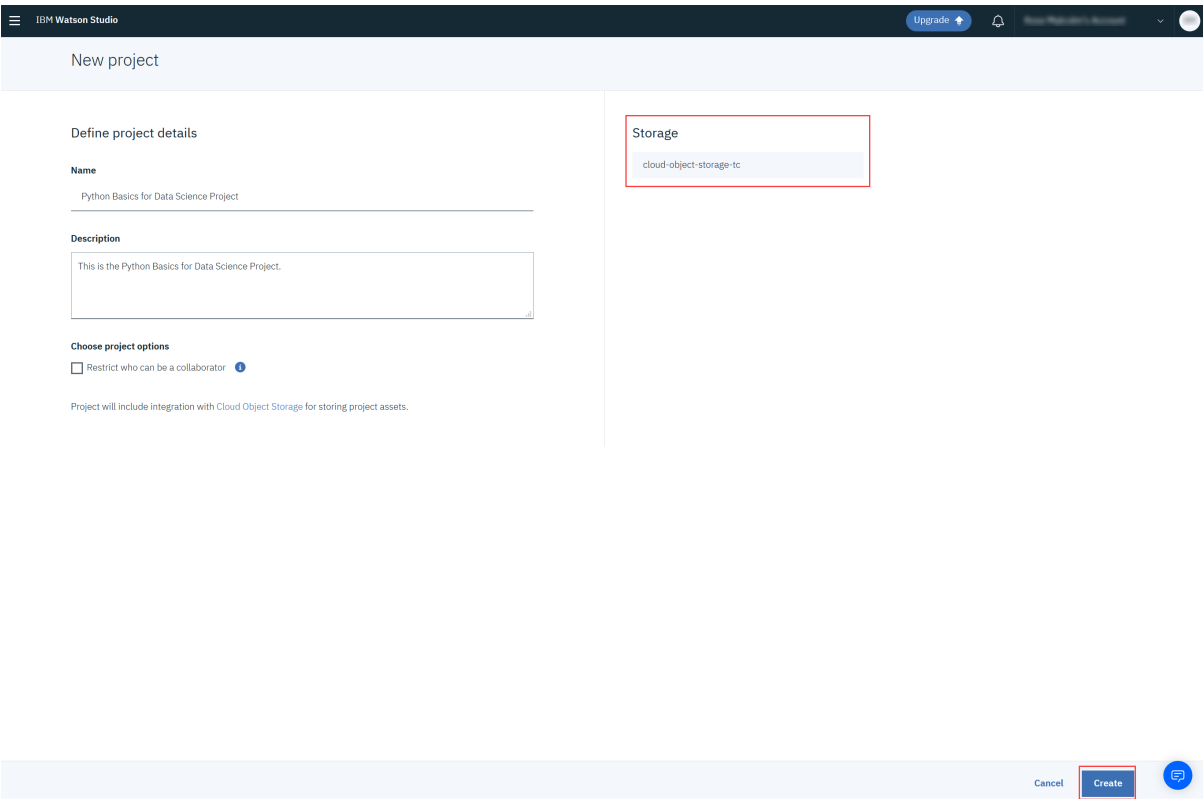 IBM Watson Studio
Upgrade
New project
Define project details
Name
Python Basics for Data Science Project
Description
This is the Python Basics for Data Science Project.
Choose project options
Restrict who can be a collaborator
Project will include integration with Cloud Object Storage for storing project assets.
Storage
cloud-object-storage-tc
Cancel
Create